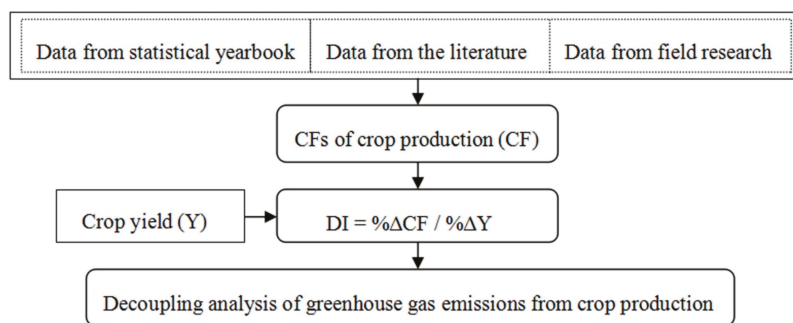 Data from statistical yearbook
Data from the literature
Data from field research
CFs of crop production (CF)
Crop yield (Y)
DI = %ΔCF / %ΔY
Decoupling analysis of greenhouse gas emissions from crop production